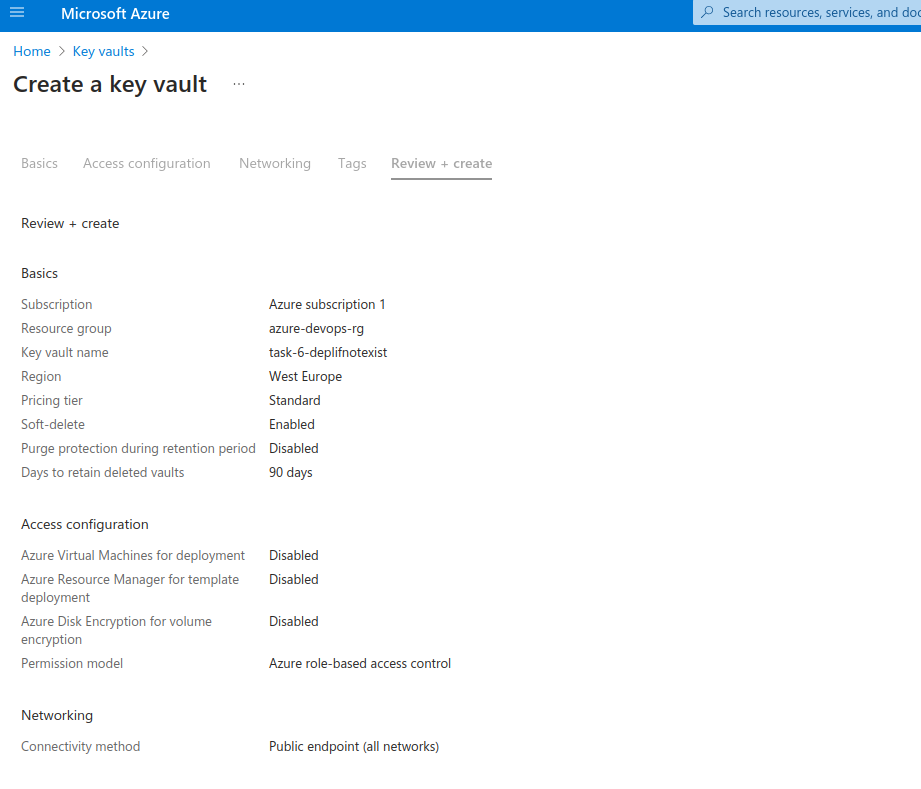 Microsoft Azure
Search resources, services, and doc
Home > Key vaults >
Create a key vault ...
Basics Access configuration Networking Tags Review + create
Review + create
Basics
Subscription Azure subscription 1
Resource group azure-devops-rg
Key vault name task-6-deplifnotexist
Region West Europe
Pricing tier Standard
Soft-delete Enabled
Purge protection during retention period Disabled
Days to retain deleted vaults 90 days
Access configuration
Azure Virtual Machines for deployment Disabled
Azure Resource Manager for template Disabled
deployment
Azure Disk Encryption for volume Disabled
encryption
Permission model Azure role-based access control
Networking
Connectivity method Public endpoint (all networks)